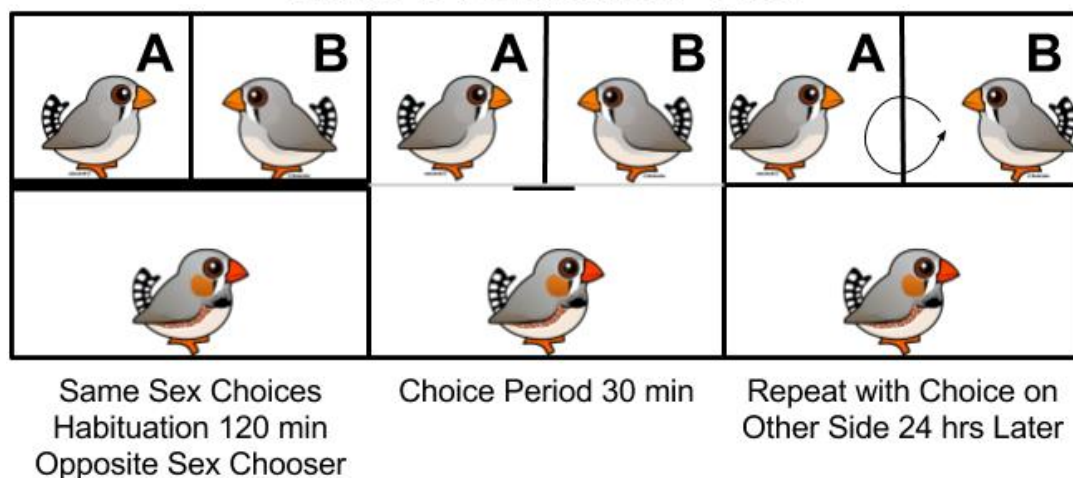 A B A B A B
Same Sex Choices
Habituation 120 min
Opposite Sex Chooser
Choice Period 30 min
Repeat with Choice on
Other Side 24 hrs Later